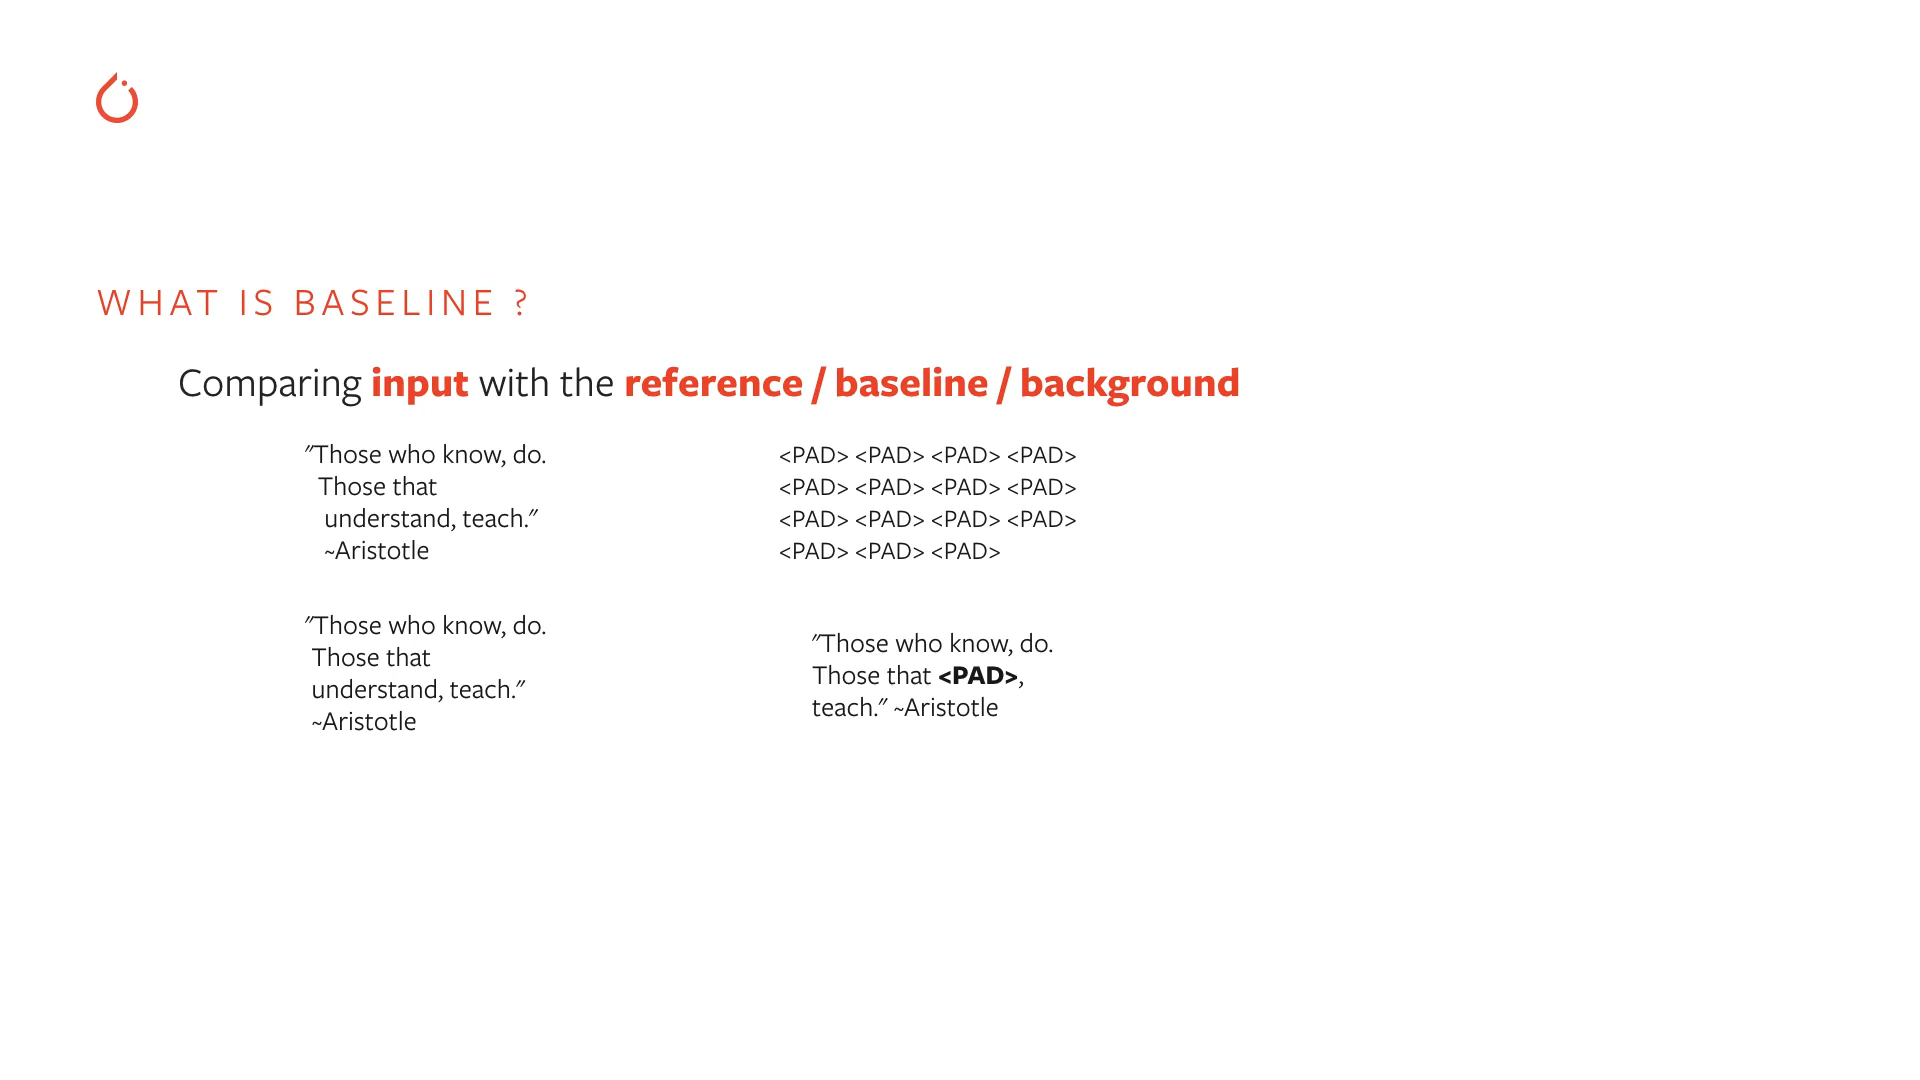 WHAT IS BASELINE ?
Comparing input with the reference / baseline / background
"Those who know, do.
Those that
understand, teach."
~Aristotle
<PAD> <PAD> <PAD> <PAD>
<PAD> <PAD> <PAD> <PAD>
<PAD> <PAD> <PAD> <PAD>
<PAD> <PAD> <PAD>
"Those who know, do.
Those that
understand, teach."
~Aristotle
"Those who know, do.
Those that <PAD>,
teach." ~Aristotle